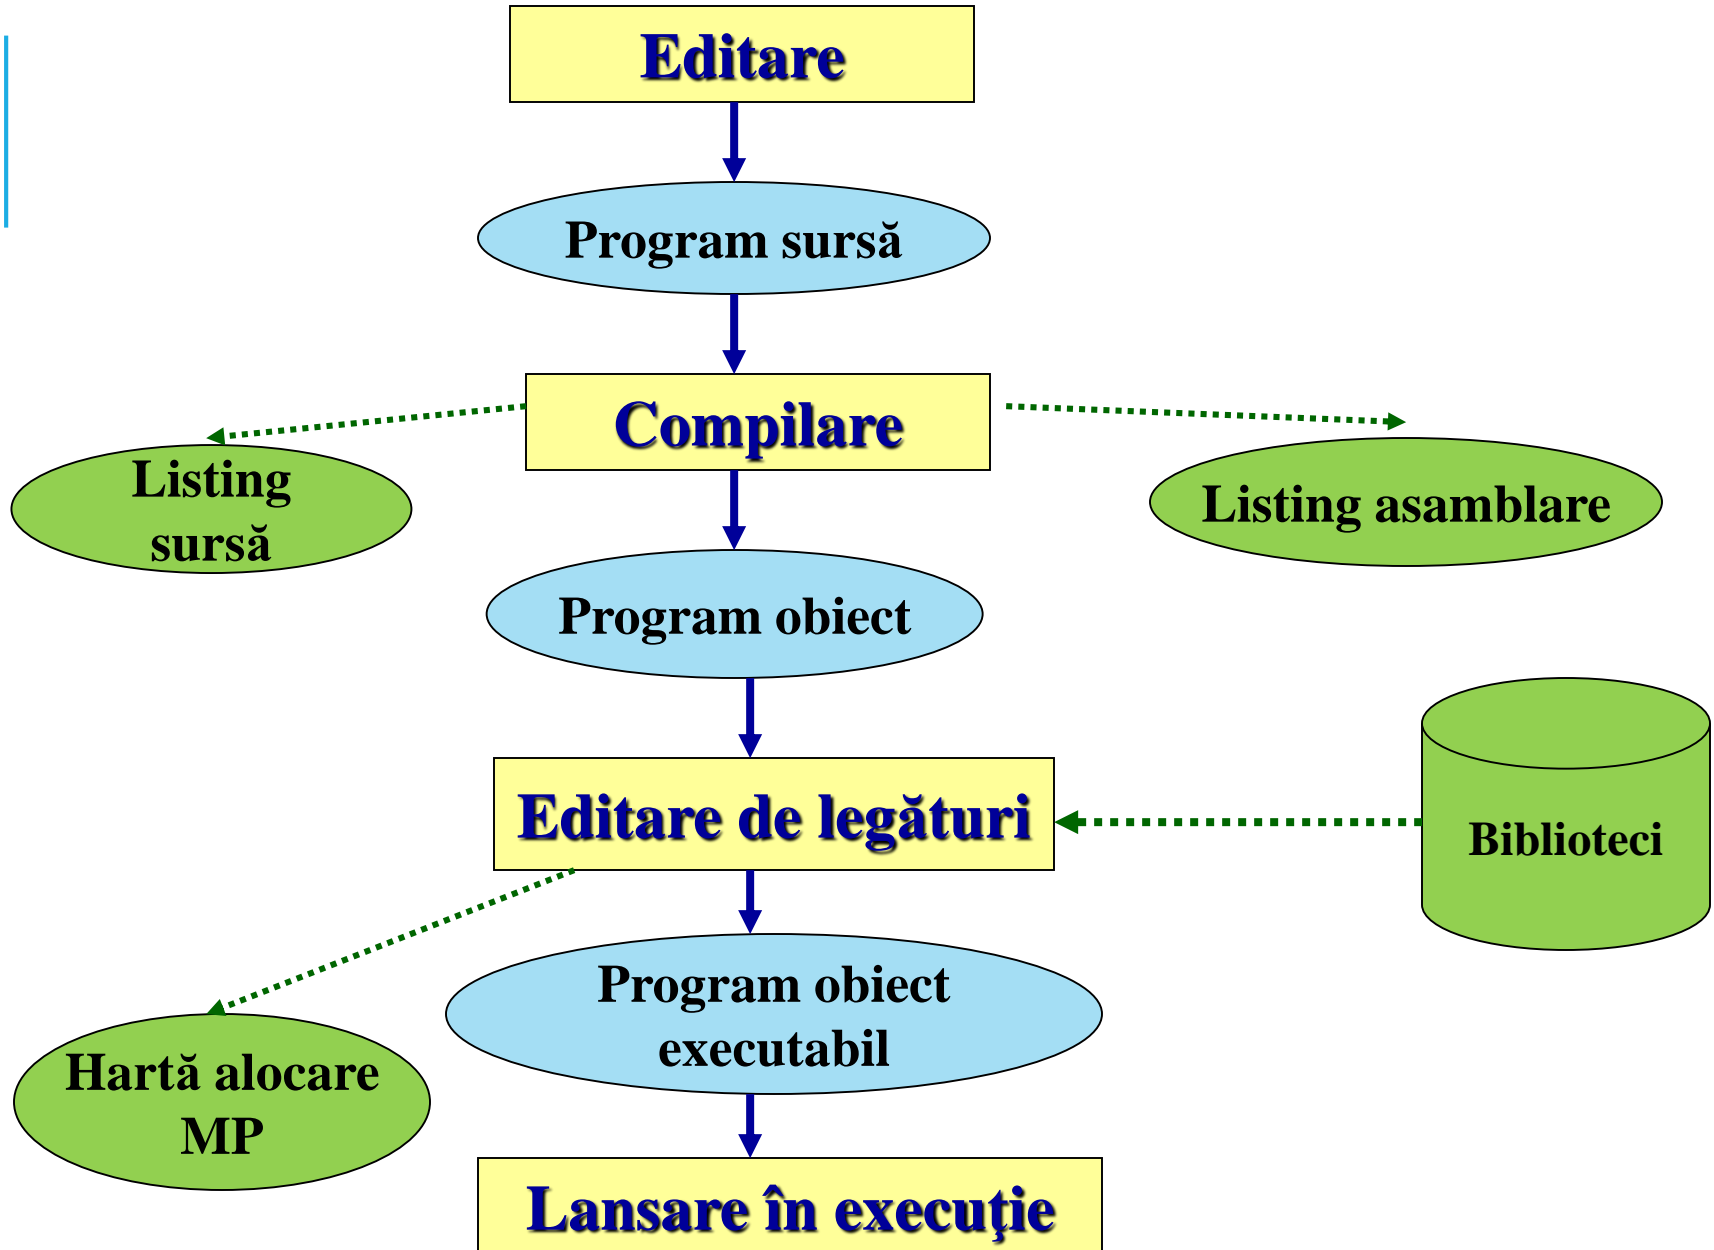 Editare
Program sursă
Compilare
Listing
sursă
Listing asamblare
Program obiect
Editare de legături
Biblioteci
Program obiect
executabil
Hartă alocare
MP
Lansare în execuţie